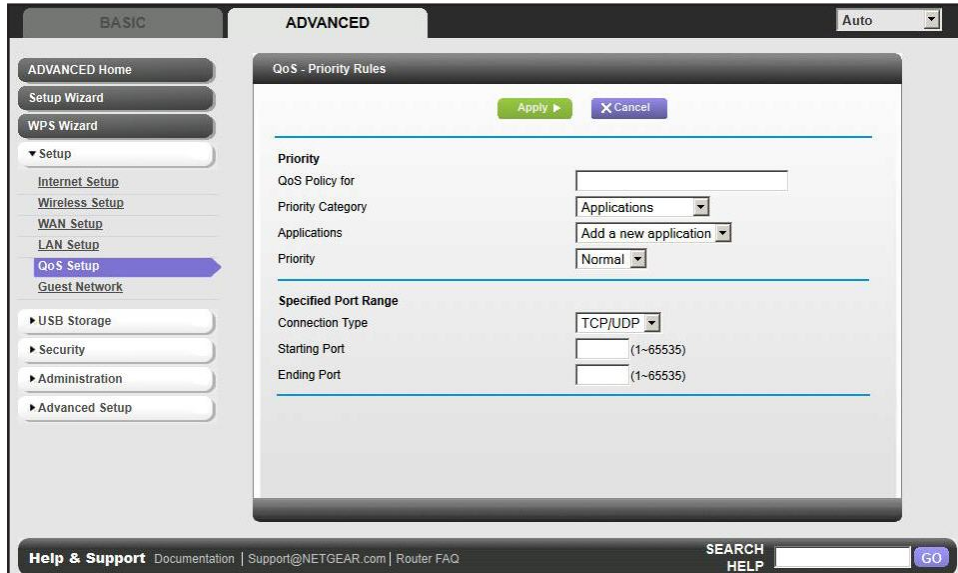 BASIC
ADVANCED
Auto
ADVANCED Home
Setup Wizard
WPS Wizard
Setup
Internet Setup
Wireless Setup
WAN Setup
LAN Setup
QoS Setup
Guest Network
USB Storage
Security
Administration
Advanced Setup
QoS - Priority Rules
Apply
Cancel
Priority
QoS Policy for
Priority Category Applications
Applications Add a new application
Priority Normal
Specified Port Range
Connection Type TCP/UDP
Starting Port (1~65535)
Ending Port (1~65535)
Help & Support Documentation | Support@NETGEAR.com | Router FAQ
SEARCH
HELP
GO